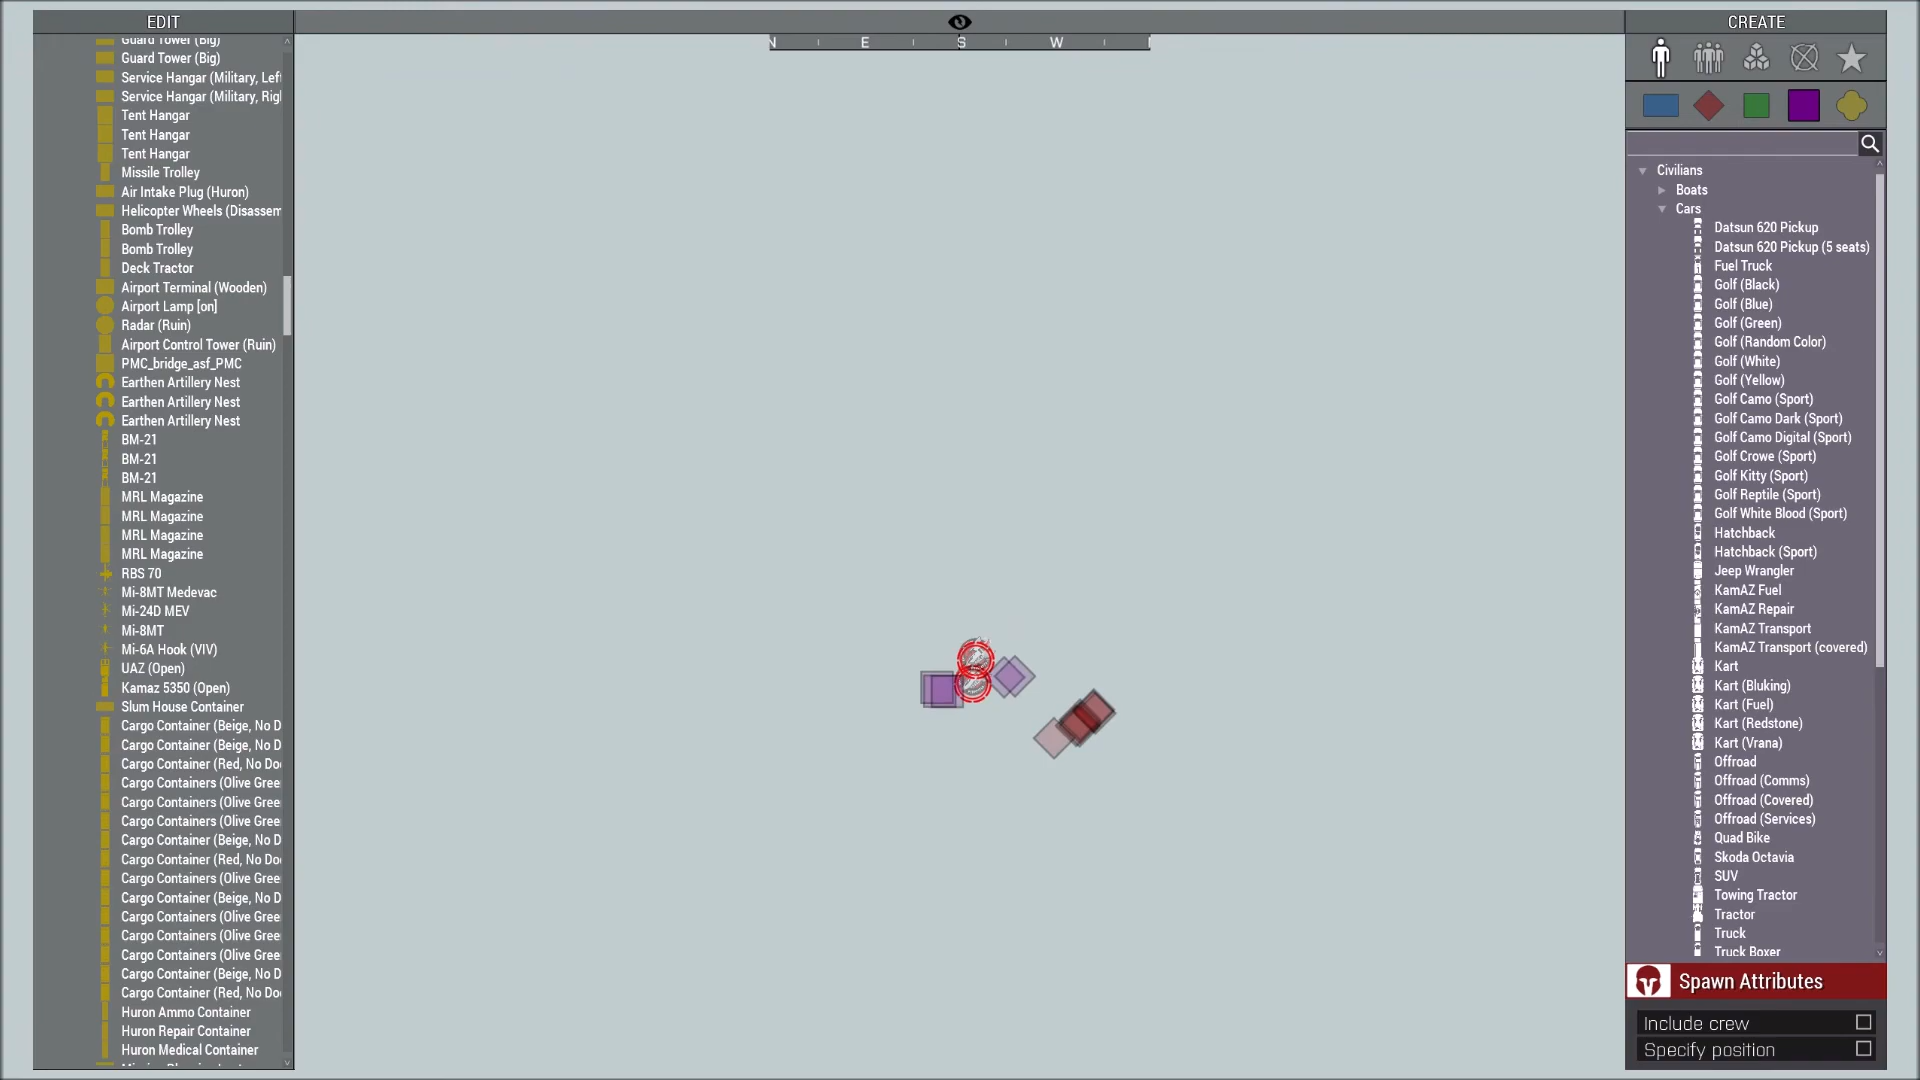 EDIT
Guard Tower (Big)
Guard Tower (Big)
Service Hangar (Military, Left
Service Hangar (Military, Rig
Tent Hangar
Tent Hangar
Tent Hangar
Missile Trolley
Air Intake Plug (Huron)
Helicopter Wheels (Disassem
Bomb Trolley
Bomb Trolley
Deck Tractor
Airport Terminal (Wooden)
Airport Lamp [on]
Radar (Ruin)
Airport Control Tower (Ruin)
PMC_bridge_asf_PMC
Earthen Artillery Nest
Earthen Artillery Nest
Earthen Artillery Nest
BM-21
BM-21
BM-21
MRL Magazine
MRL Magazine
MRL Magazine
MRL Magazine
RBS 70
Mi-8MT Medevac
Mi-24D MEV
Mi-8MT
Mi-6A Hook (VIV)
UAZ (Open)
Kamaz 5350 (Open)
Slum House Container
Cargo Container (Beige, No D
Cargo Container (Beige, No D
Cargo Container (Red, No Do
Cargo Containers (Olive Gree
Cargo Containers (Olive Gree
Cargo Containers (Olive Gree
Cargo Container (Beige, No D
Cargo Container (Red, No Do
Cargo Containers (Olive Gree
Cargo Container (Beige, No D
Cargo Containers (Olive Gree
Cargo Containers (Olive Gree
Cargo Containers (Olive Gree
Cargo Container (Beige, No D
Cargo Container (Red, No Do
Huron Ammo Container
Huron Repair Container
Huron Medical Container
N E S W
CREATE
Civilians
Boats
Cars
Datsun 620 Pickup
Datsun 620 Pickup (5 seats)
Fuel Truck
Golf (Black)
Golf (Blue)
Golf (Green)
Golf (Random Color)
Golf (White)
Golf (Yellow)
Golf Camo (Sport)
Golf Camo Dark (Sport)
Golf Camo Digital (Sport)
Golf Crowe (Sport)
Golf Kitty (Sport)
Golf Reptile (Sport)
Golf White Blood (Sport)
Hatchback
Hatchback (Sport)
Jeep Wrangler
KamAZ Fuel
KamAZ Repair
KamAZ Transport
KamAZ Transport (covered)
Kart
Kart (Bluking)
Kart (Fuel)
Kart (Redstone)
Kart (Vrana)
Offroad
Offroad (Comms)
Offroad (Covered)
Offroad (Services)
Quad Bike
Skoda Octavia
SUV
Towing Tractor
Tractor
Truck
Truck Boxer
Spawn Attributes
Include crew
Specify position